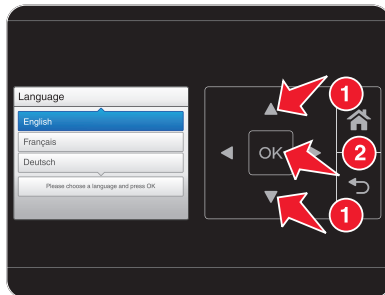 Language
English
Français
Deutsch
Please choose a language and press OK
1
OK
2
1